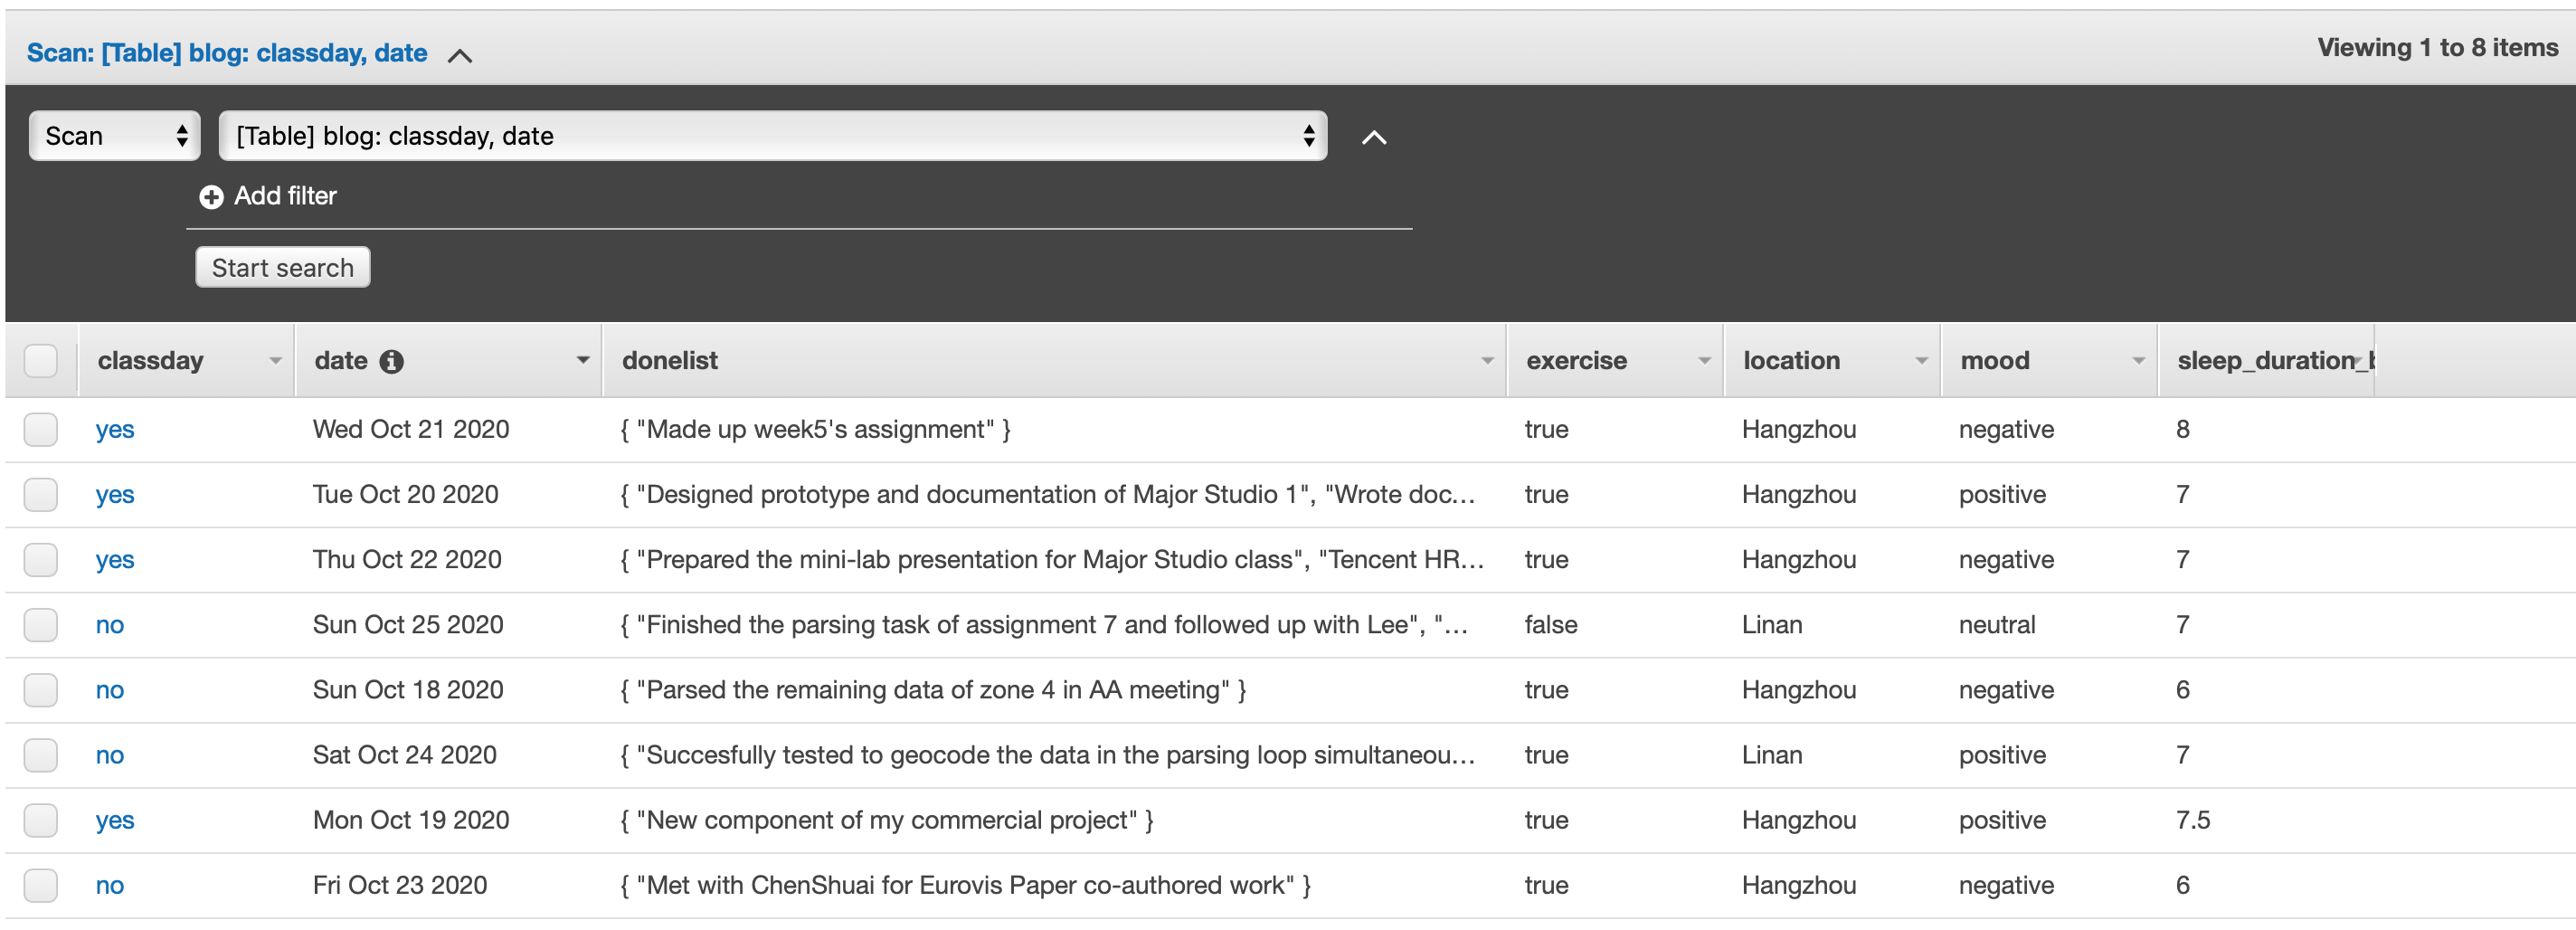 Scan: [Table] blog: classday, date
Viewing 1 to 8 items
Scan [Table] blog: classday, date
Add filter
Start search
classday date donelist exercise location mood sleep_duration_
yes Wed Oct 21 2020 { "Made up week5's assignment" } true Hangzhou negative 8
yes Tue Oct 20 2020 { "Designed prototype and documentation of Major Studio 1", "Wrote doc... true Hangzhou positive 7
yes Thu Oct 22 2020 { "Prepared the mini-lab presentation for Major Studio class", "Tencent HR... true Hangzhou negative 7
no Sun Oct 25 2020 { "Finished the parsing task of assignment 7 and followed up with Lee", "... false Linan neutral 7
no Sun Oct 18 2020 { "Parsed the remaining data of zone 4 in AA meeting" } true Hangzhou negative 6
no Sat Oct 24 2020 { "Succesfully tested to geocode the data in the parsing loop simultaneou... true Linan positive 7
yes Mon Oct 19 2020 { "New component of my commercial project" } true Hangzhou positive 7.5
no Fri Oct 23 2020 { "Met with ChenShuai for Eurovis Paper co-authored work" } true Hangzhou negative 6